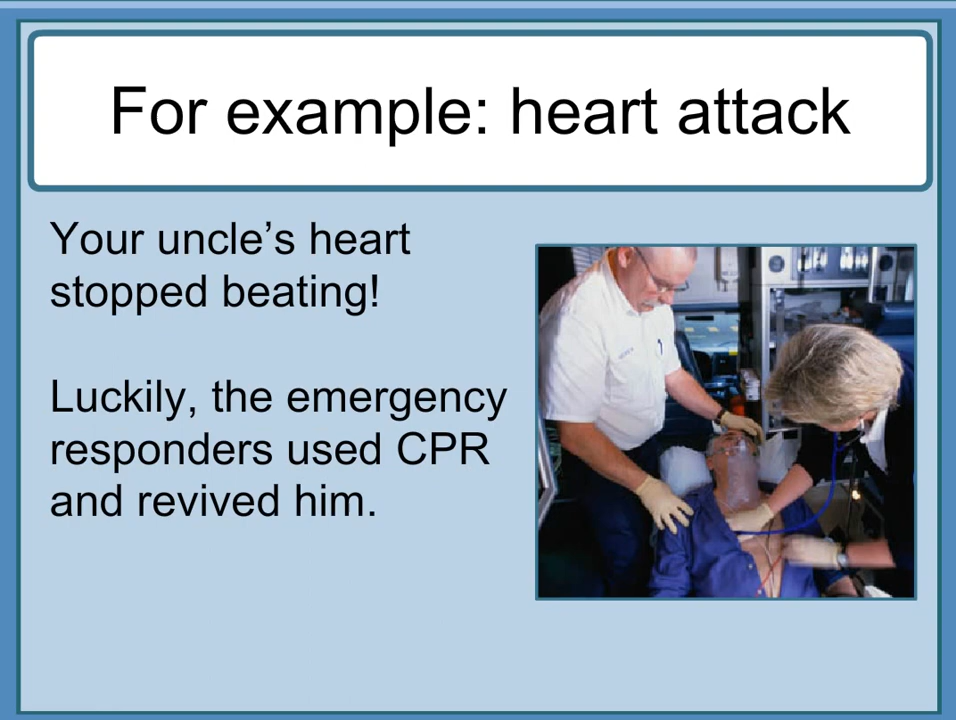 For example: heart attack
Your uncle’s heart
stopped beating!
Luckily, the emergency
responders used CPR
and revived him.